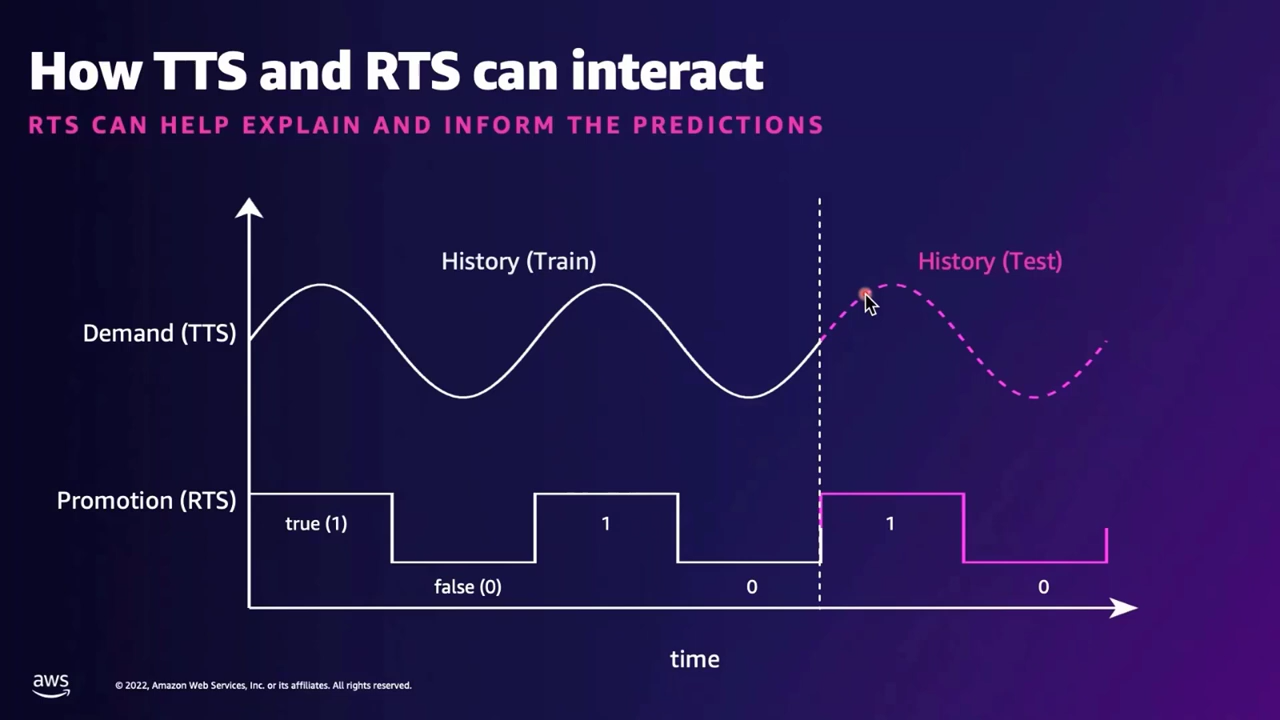 How TTS and RTS can interact
RTS CAN HELP EXPLAIN AND INFORM THE PREDICTIONS
History (Train)
History (Test)
Demand (TTS)
Promotion (RTS)
true (1)
1
1
false (0)
0
0
time
aws
© 2022, Amazon Web Services, Inc. or its affiliates. All rights reserved.